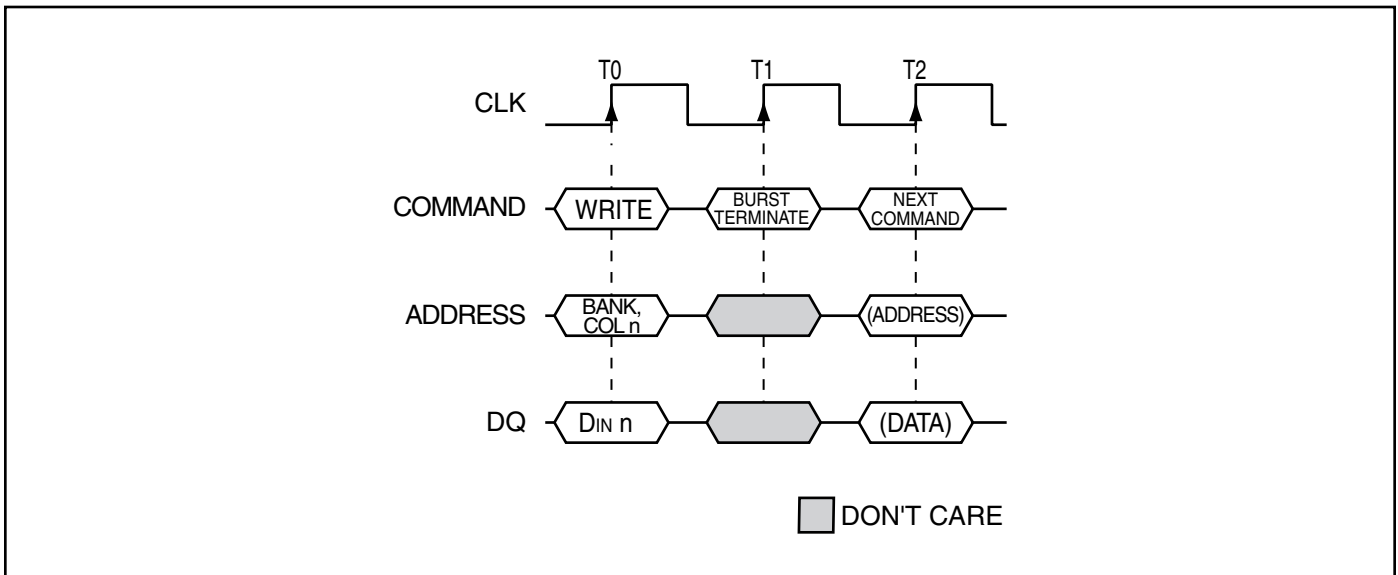 T0 T1 T2
CLK
COMMAND WRITE BURST TERMINATE NEXT COMMAND
ADDRESS BANK, COL n (ADDRESS)
DQ DIN n (DATA)
DON'T CARE